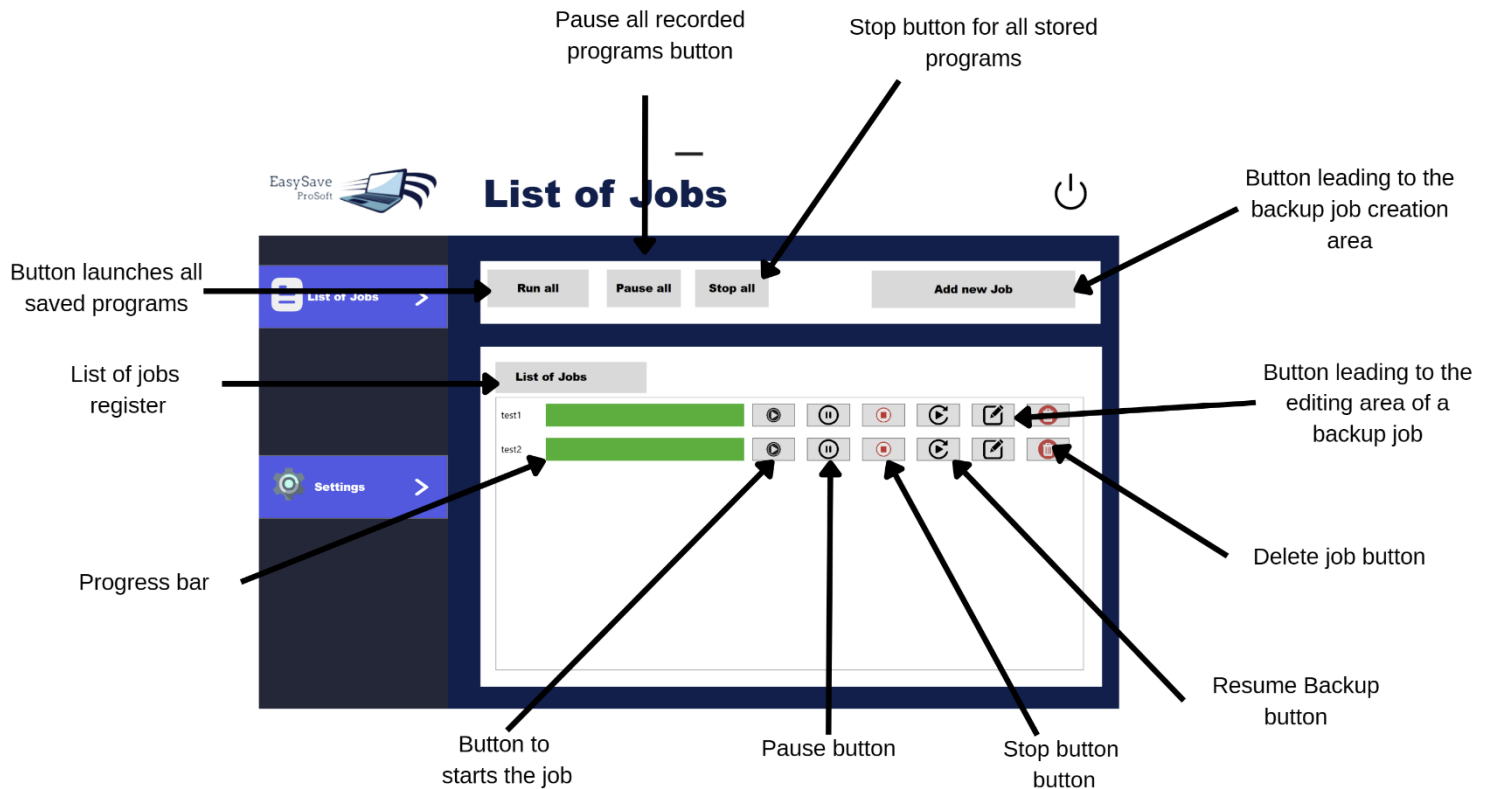 Pause all recorded
programs button
Stop button for all stored
programs
EasySave
ProSoft
List of Jobs
Button leading to the
backup job creation
area
Button launches all
saved programs
List of Jobs
Run all
Pause all
Stop all
Add new Job
List of jobs
register
List of Jobs
Button leading to the
editing area of a
backup job
test1
test2
Settings
Progress bar
Delete job button
Resume Backup
button
Button to
starts the job
Pause button
Stop button
button